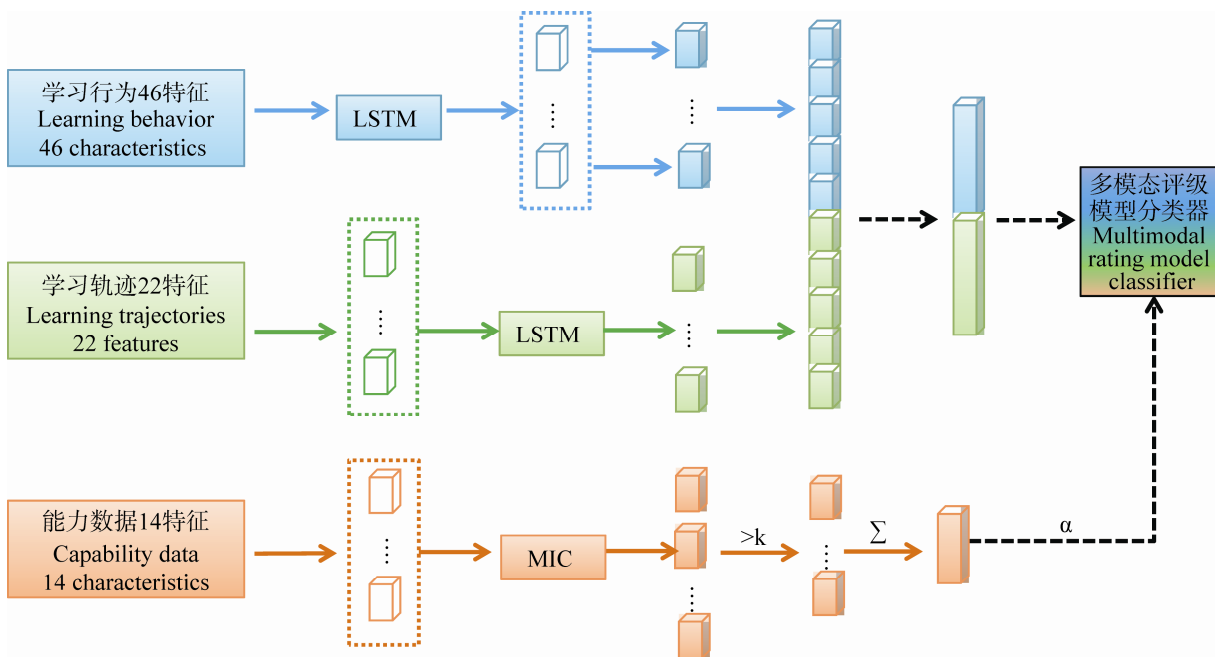 学习行为46特征
Learning behavior
46 characteristics
LSTM
学习轨迹22特征
Learning trajectories
22 features
LSTM
能力数据14特征
Capability data
14 characteristics
MIC
>k
∑
α
多模态评级
模型分类器
Multimodal
rating model
classifier